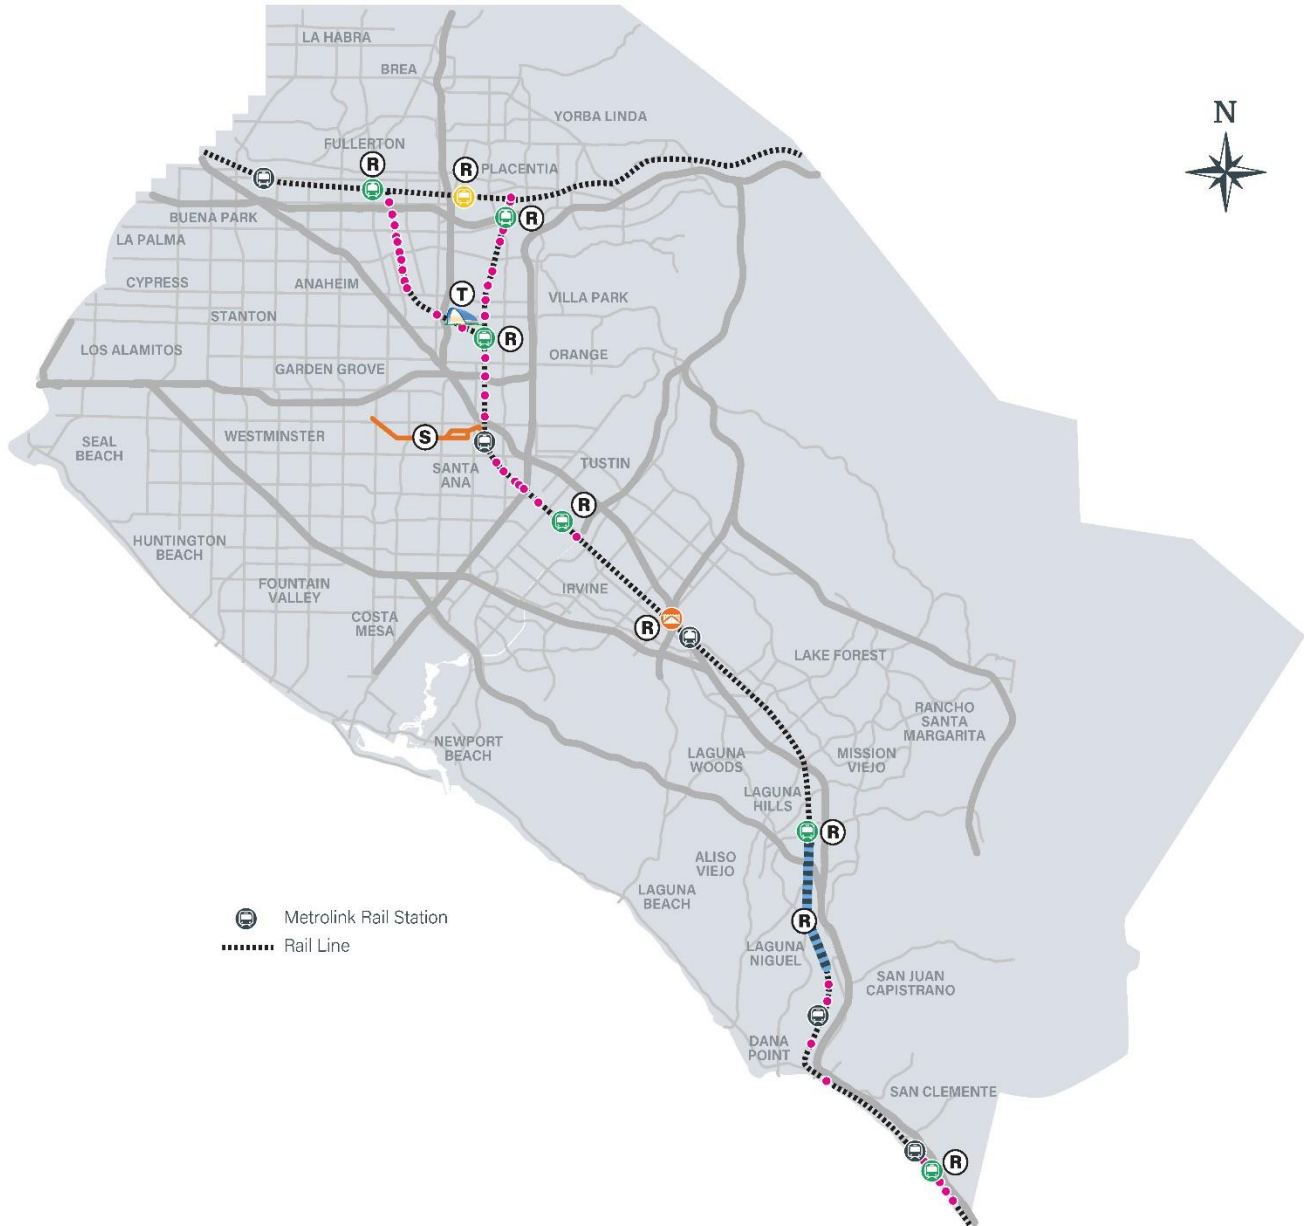 N
LA HABRA
BREA
YORBA LINDA
FULLERTON
R
R
PLACENTIA
BUENA PARK
R
LA PALMA
CYPRESS
ANAHEIM
T
VILLA PARK
STANTON
R
LOS ALAMITOS
ORANGE
GARDEN GROVE
SEAL
BEACH
WESTMINSTER
S
SANTA
ANA
TUSTIN
R
HUNTINGTON
BEACH
FOUNTAIN
VALLEY
IRVINE
COSTA
MESA
R
LAKE FOREST
RANCHO
SANTA
MARGARITA
NEWPORT
BEACH
LAGUNA
WOODS
MISSION
VIEJO
LAGUNA
HILLS
R
ALISO
VIEJO
LAGUNA
BEACH
R
Metrolink Rail Station
Rail Line
LAGUNA
NIGUEL
SAN JUAN
CAPISTRANO
DANA
POINT
SAN CLEMENTE
R